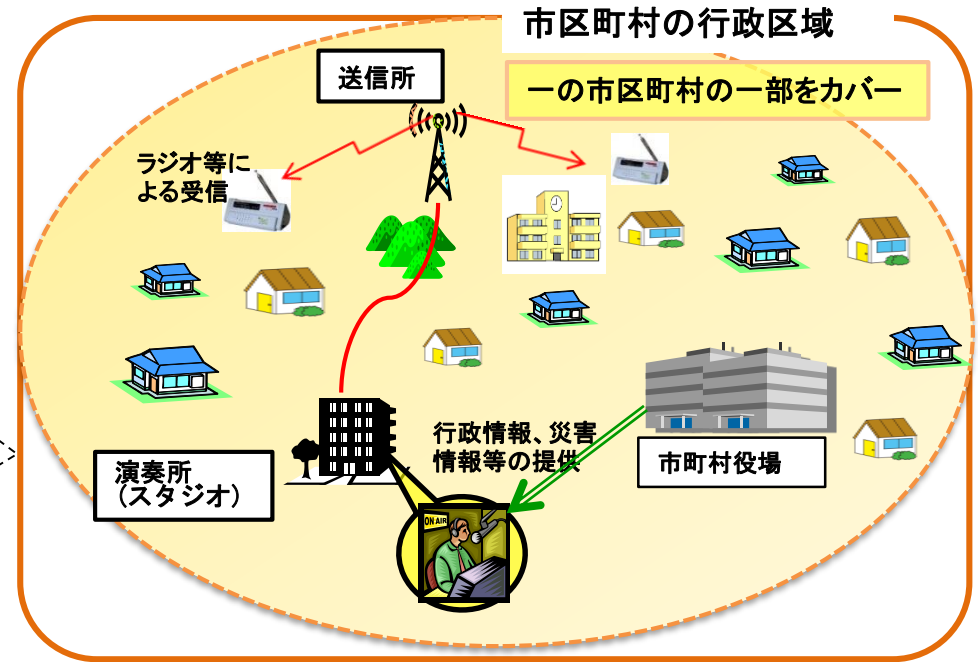 市区町村の行政区域
送信所
一の市区町村の一部をカバー
ラジオ等に
よる受信
行政情報、災害
情報等の提供
市町村役場
演奏所
（スタジオ）
ON AIR